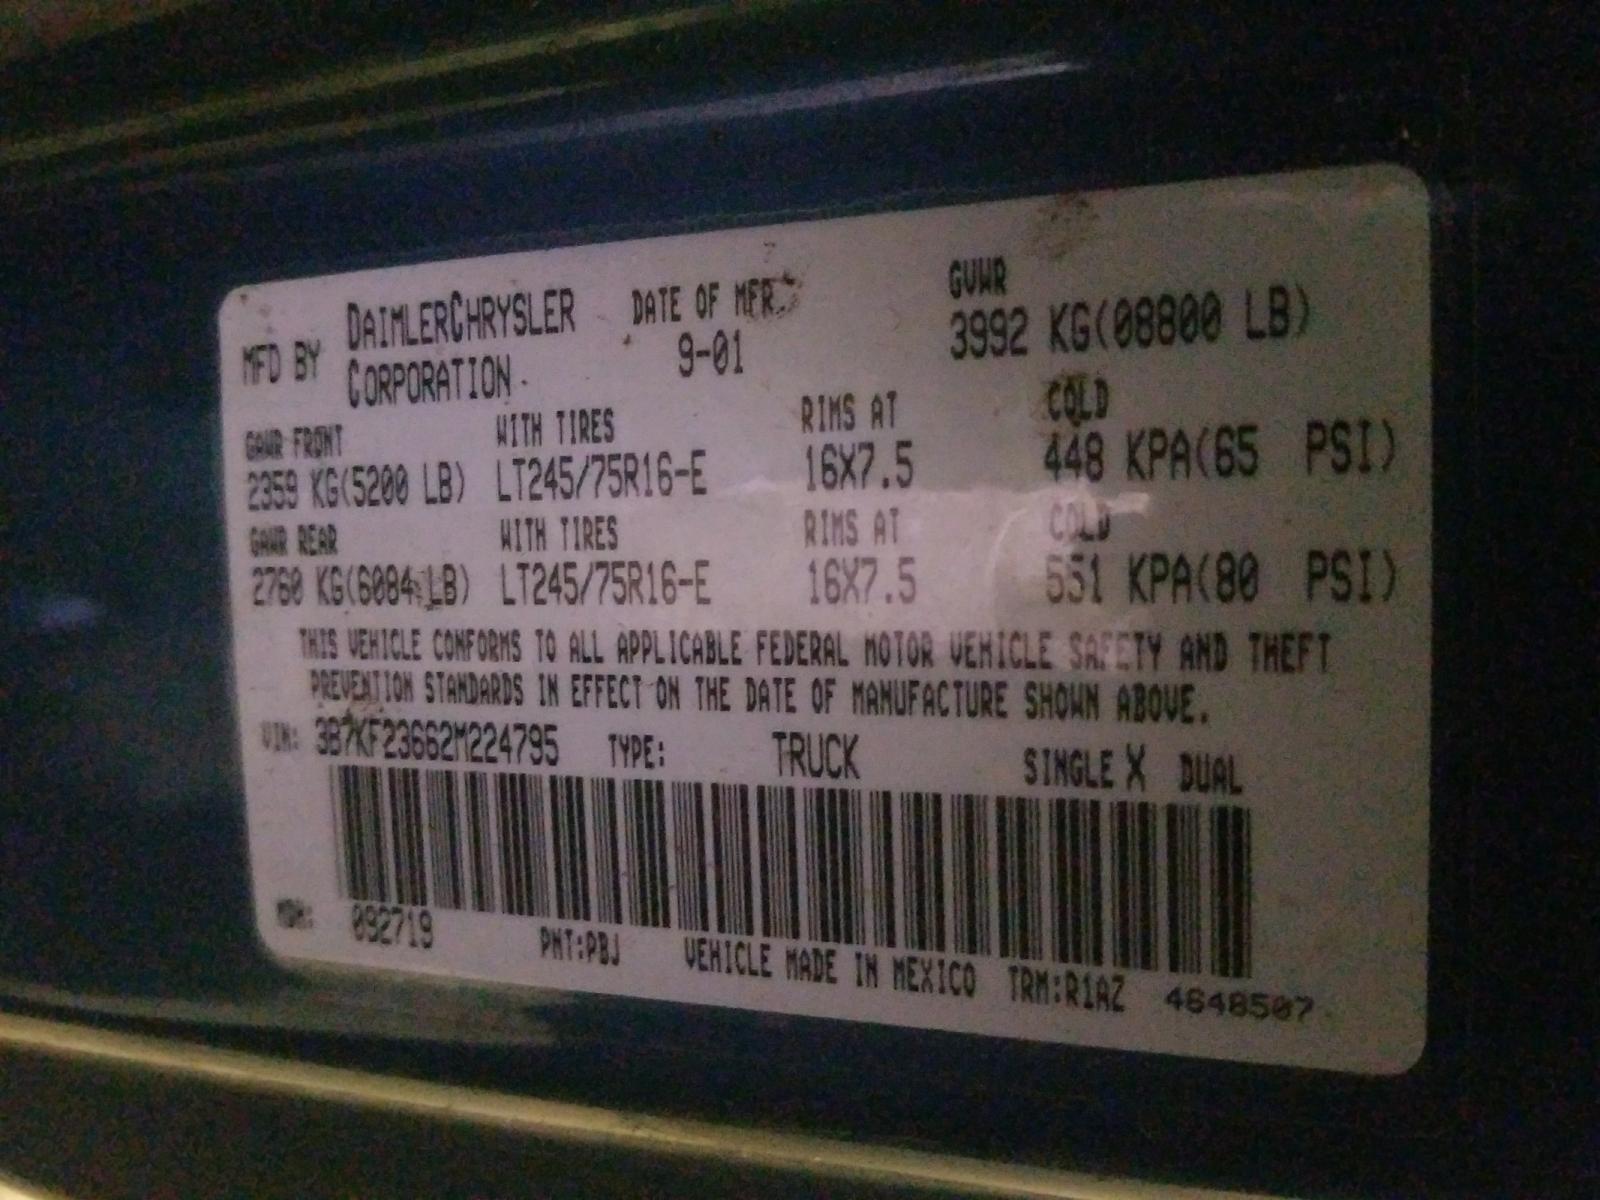 MFD BY DAIMLERCHRYSLER CORPORATION DATE OF MFR. 9-01 GVWR 3992 KG(08800 LB)
GAWR FRONT WITH TIRES RIMS AT COLD
2359 KG(5200 LB) LT245/75R16-E 16X7.5 448 KPA(65 PSI)
GAWR REAR WITH TIRES RIMS AT COLD
2760 KG(6084 LB) LT245/75R16-E 16X7.5 551 KPA(80 PSI)
THIS VEHICLE CONFORMS TO ALL APPLICABLE FEDERAL MOTOR VEHICLE SAFETY AND THEFT
PREVENTION STANDARDS IN EFFECT ON THE DATE OF MANUFACTURE SHOWN ABOVE.
VIN: 3B7KF23662M224795 TYPE: TRUCK SINGLE X DUAL
MDH: 092719 PNT:PBJ VEHICLE MADE IN MEXICO TRM:R1AZ 4648507